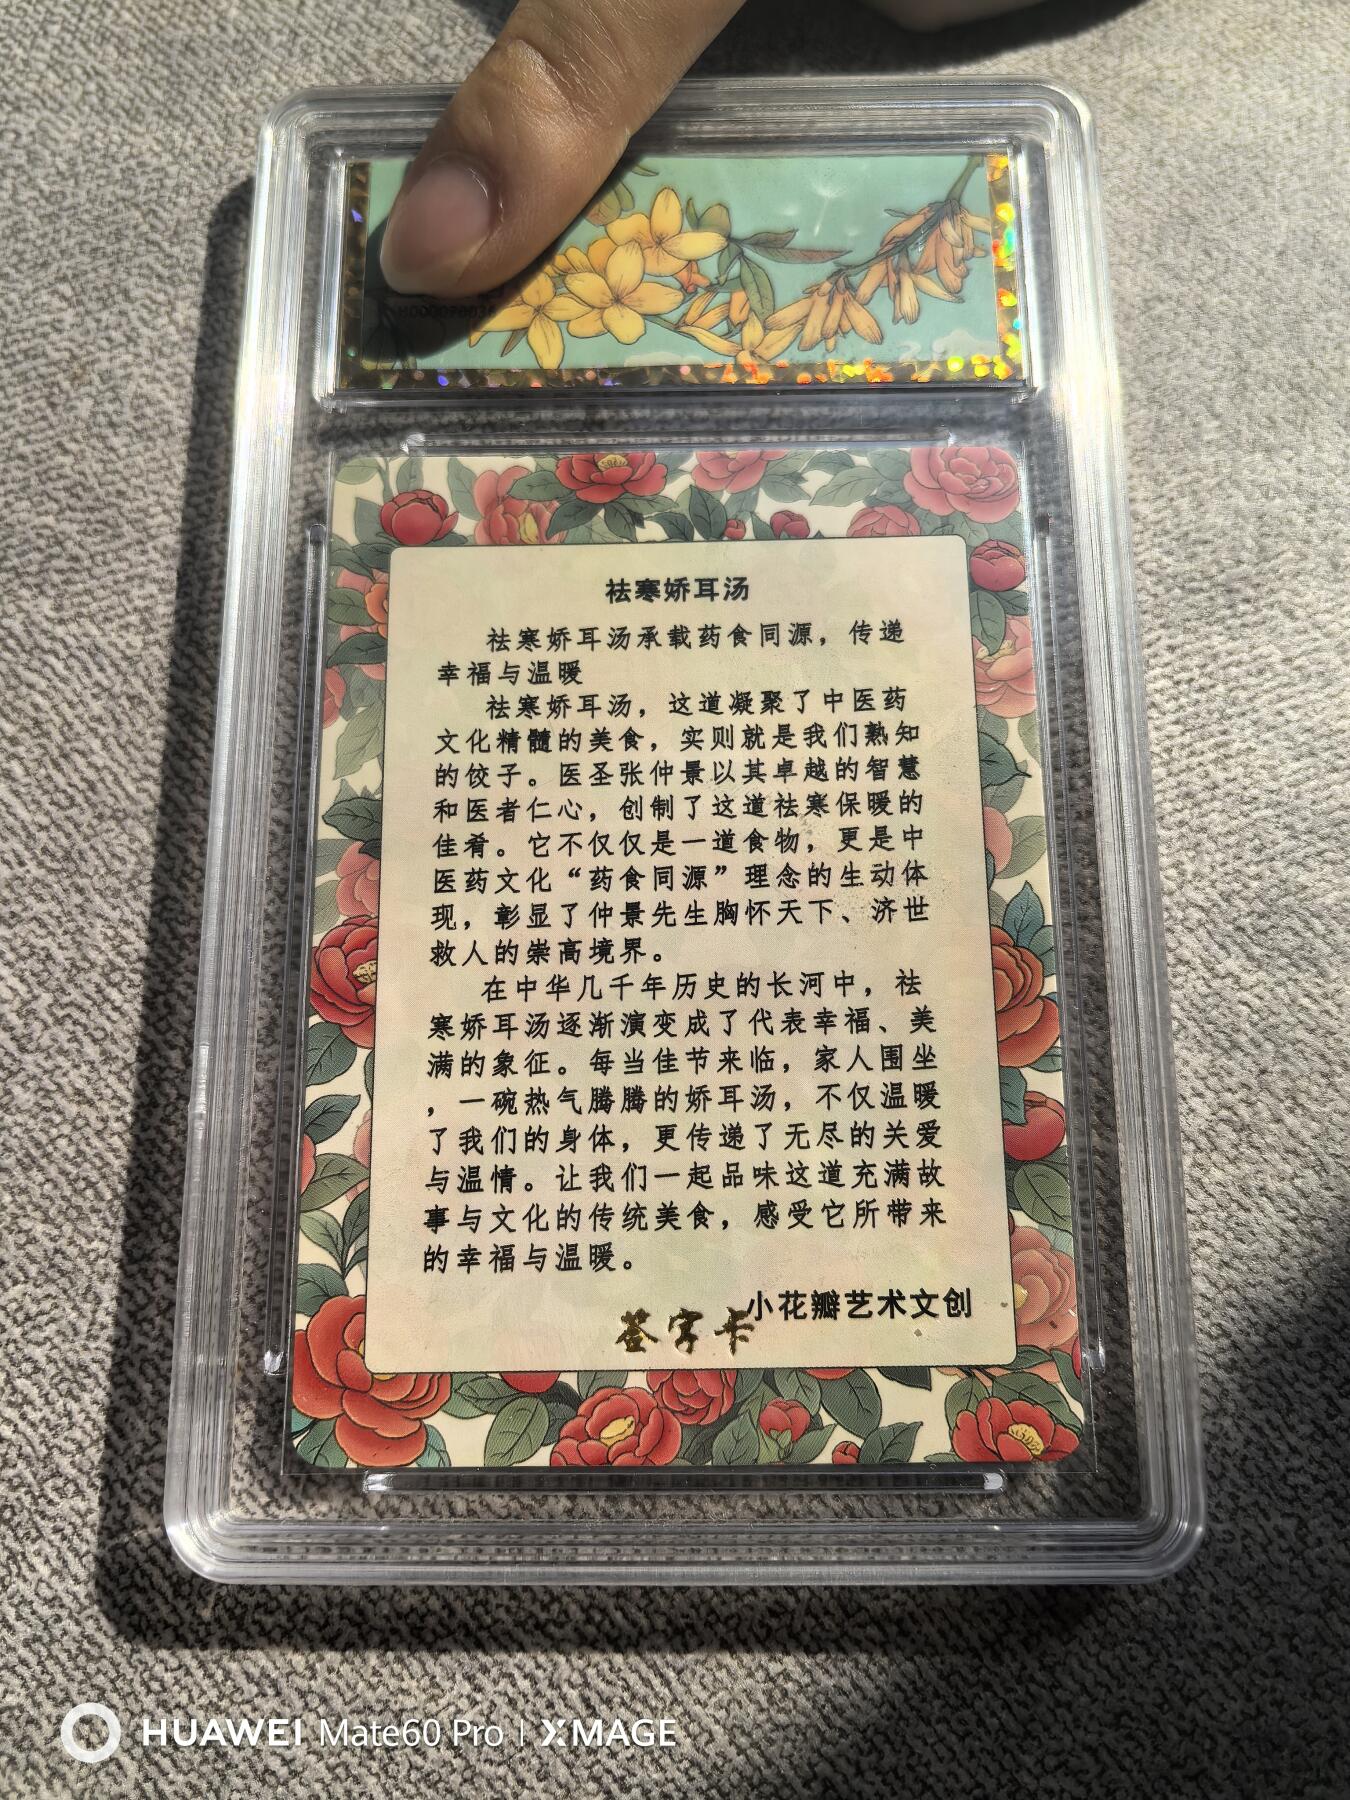 祛寒娇耳汤
祛寒娇耳汤承载药食同源，传递
幸福与温暖
祛寒娇耳汤，这道凝聚了中医药
文化精髓的美食，实则就是我们熟知
的饺子。医圣张仲景以其卓越的智慧
和医者仁心，创制了这道祛寒保暖的
佳肴。它不仅仅是一道食物，更是中
医药文化“药食同源”理念的生动体
现，彰显了仲景先生胸怀天下、济世
救人的崇高境界。
在中华几千年历史的长河中，祛
寒娇耳汤逐渐演变成了代表幸福、美
满的象征。每当佳节来临，家人围坐
，一碗热气腾腾的娇耳汤，不仅温暖
了我们的身体，更传递了无尽的关爱
与温情。让我们一起品味这道充满故
事与文化的传统美食，感受它所带来
的幸福与温暖。
小花瓣艺术文创
签字卡
HUAWEI Mate60 Pro | XMAGE